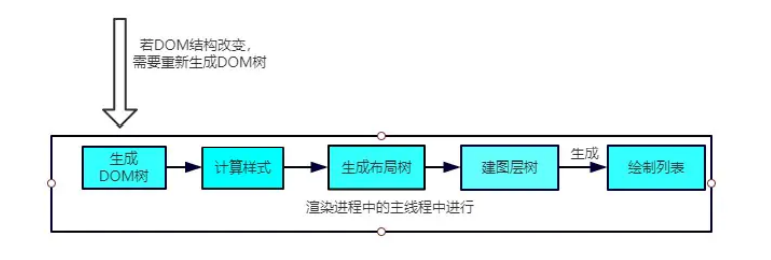 若DOM结构改变,
需要重新生成DOM树
生成
DOM树
计算样式
生成布局树
建图层树
生成
绘制列表
渲染进程中的主线程中进行